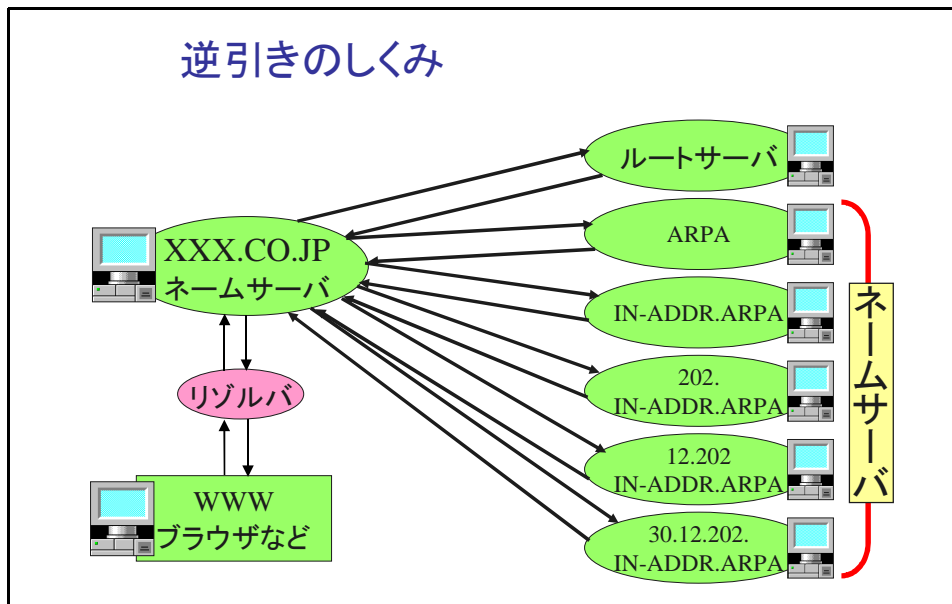 逆引きのしくみ
ルートサーバ
ARPA
XXX.CO.JP
ネームサーバ
IN-ADDR.ARPA
202.
IN-ADDR.ARPA
リゾルバ
12.202
IN-ADDR.ARPA
WWW
ブラウザなど
30.12.202.
IN-ADDR.ARPA
ネームサーバ